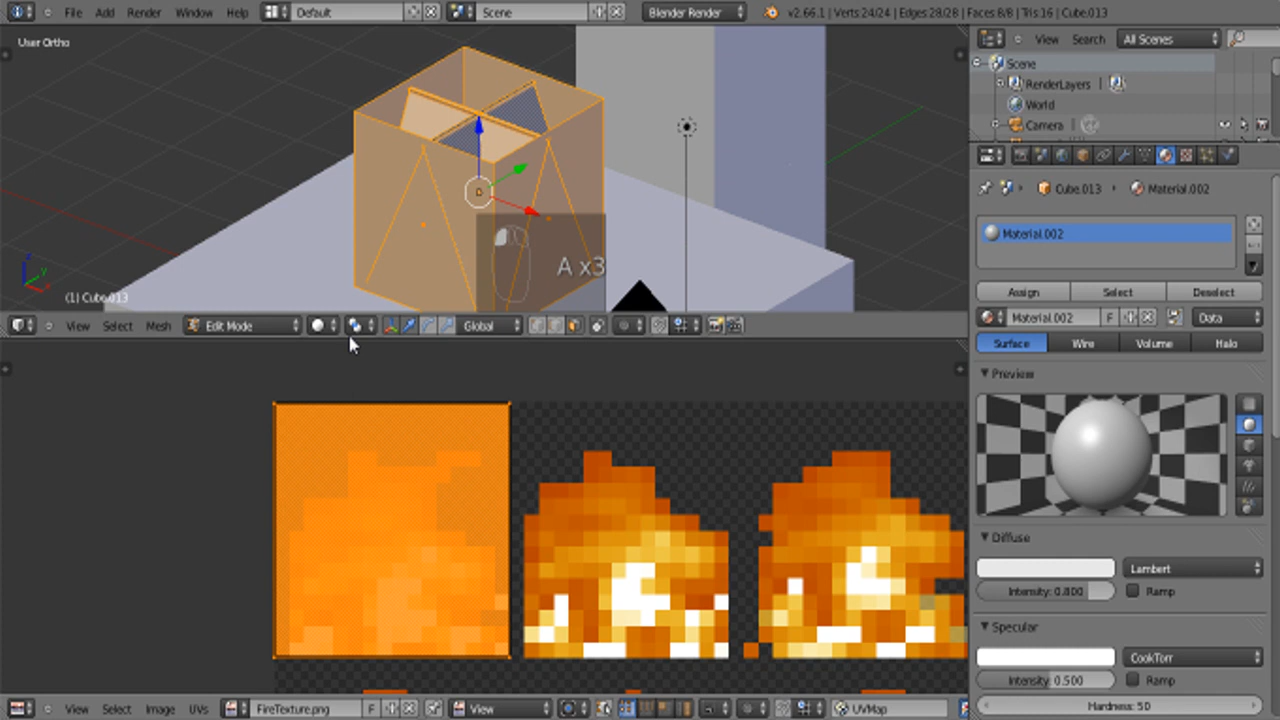 File Add Render Window Help Default Scene Blender Render v2.66.1 | Verts:24/24 | Edges:28/28 | Faces:8/8 | Tris:16 | Cube.013
User Ortho
View Search All Scenes
Scene
RenderLayers |
World
Camera |
Cube.013 Material.002
Material.002
A x3
(1) Cube.013
Assign Select Deselect
Material.002 F Data
View Select Mesh Edit Mode Global
Surface Wire Volume Halo
Preview
Diffuse
Lambert
Intensity: 0.800 Ramp
Specular
CookTorr
Intensity: 0.500 Ramp
Hardness: 50
View Select Image UVs FireTexture.png F View UVMap